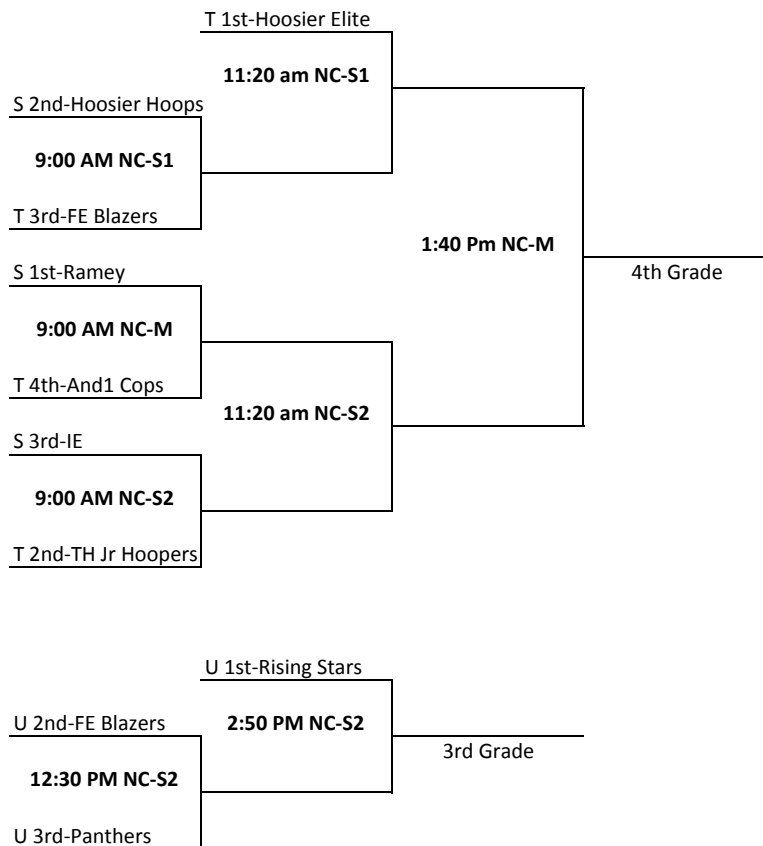 T 1st-Hoosier Elite
11:20 am NC-S1
S 2nd-Hoosier Hoops
9:00 AM NC-S1
T 3rd-FE Blazers
1:40 Pm NC-M
S 1st-Ramey
4th Grade
9:00 AM NC-M
T 4th-And1 Cops
11:20 am NC-S2
S 3rd-IE
9:00 AM NC-S2
T 2nd-TH Jr Hoopers
U 1st-Rising Stars
U 2nd-FE Blazers
2:50 PM NC-S2
3rd Grade
12:30 PM NC-S2
U 3rd-Panthers